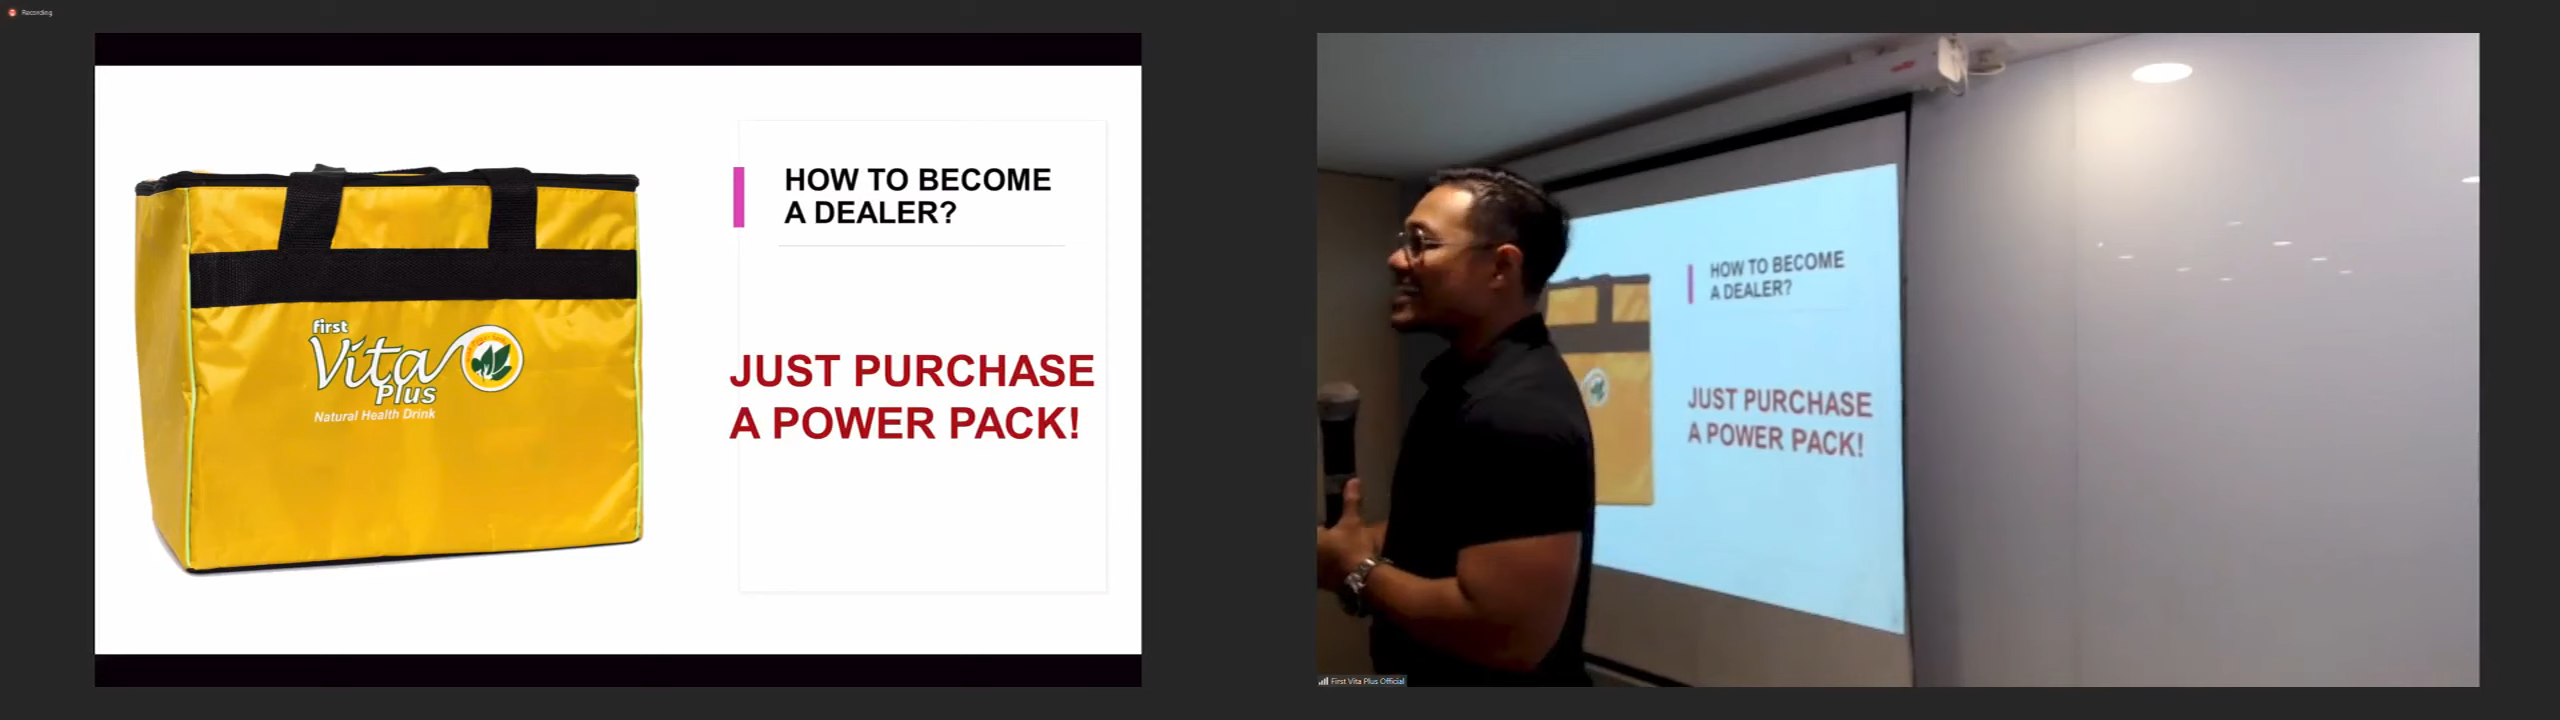 Recording
first
Vita
Plus
Natural Health Drink
HOW TO BECOME
A DEALER?
JUST PURCHASE
A POWER PACK!
HOW TO BECOME
A DEALER?
JUST PURCHASE
A POWER PACK!
First Vita Plus Official